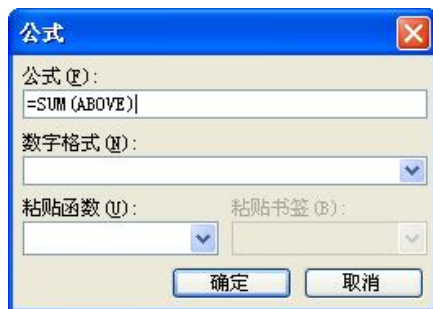 公式
公式(F):
=SUM(ABOVE)
数字格式(N):
粘贴函数(U):
粘贴书签(B):
确定
取消